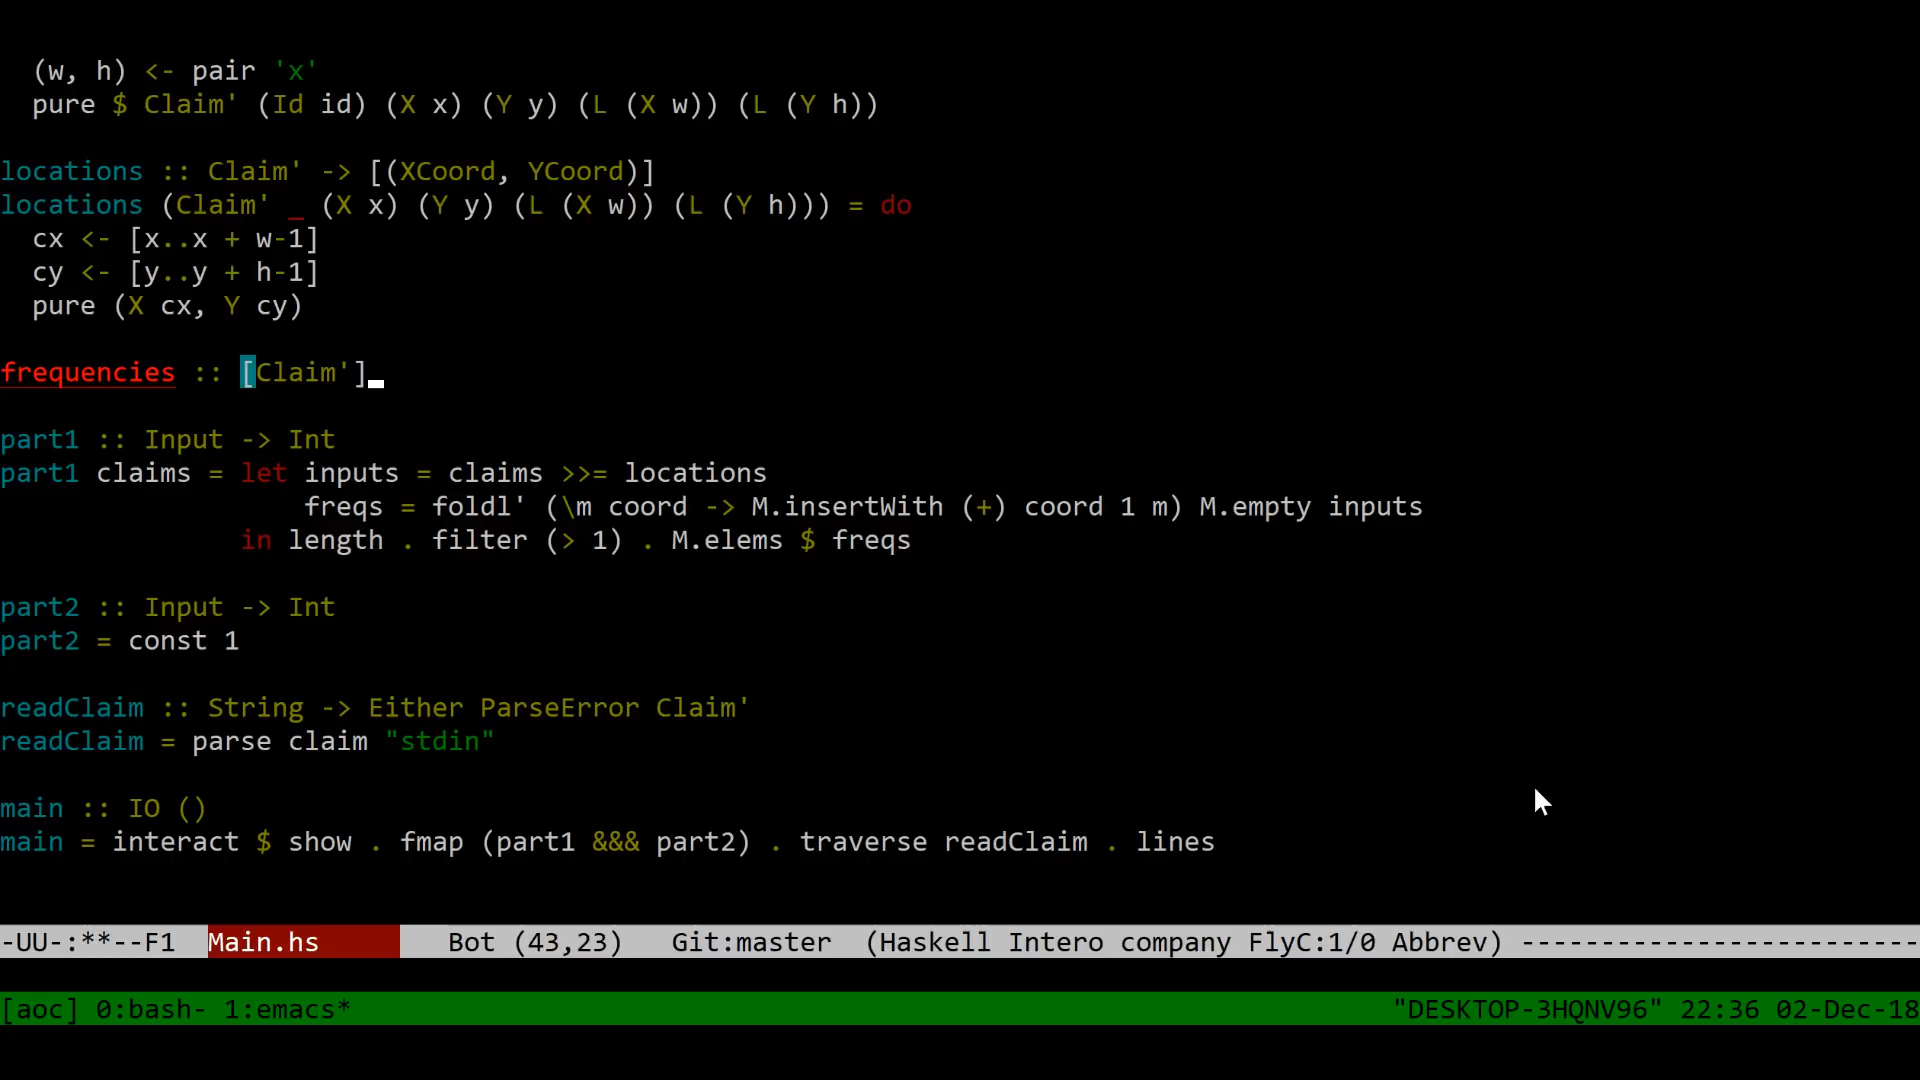 (w, h) <- pair 'x'
  pure $ Claim' (Id id) (X x) (Y y) (L (X w)) (L (Y h))
locations :: Claim' -> [(XCoord, YCoord)]
locations (Claim' _ (X x) (Y y) (L (X w)) (L (Y h))) = do
  cx <- [x..x + w-1]
  cy <- [y..y + h-1]
  pure (X cx, Y cy)
frequencies :: [Claim']
part1 :: Input -> Int
part1 claims = let inputs = claims >>= locations
                   freqs = foldl' (\m coord -> M.insertWith (+) coord 1 m) M.empty inputs
               in length . filter (> 1) . M.elems $ freqs
part2 :: Input -> Int
part2 = const 1
readClaim :: String -> Either ParseError Claim'
readClaim = parse claim "stdin"
main :: IO ()
main = interact $ show . fmap (part1 &&& part2) . traverse readClaim . lines
-UU-:**--F1  Main.hs        Bot (43,23)   Git:master  (Haskell Intero company FlyC:1/0 Abbrev) -------------------------
[aoc] 0:bash- 1:emacs* "DESKTOP-3HQNV96" 22:36 02-Dec-18